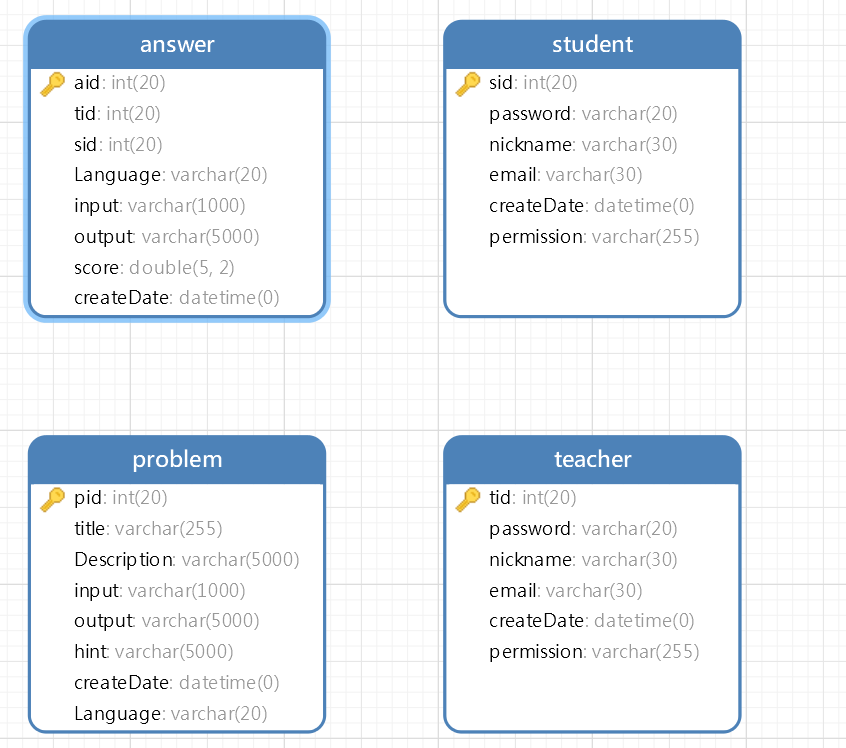 answer
aid: int(20)
tid: int(20)
sid: int(20)
Language: varchar(20)
input: varchar(1000)
output: varchar(5000)
score: double(5, 2)
createDate: datetime(0)
student
sid: int(20)
password: varchar(20)
nickname: varchar(30)
email: varchar(30)
createDate: datetime(0)
permission: varchar(255)
problem
pid: int(20)
title: varchar(255)
Description: varchar(5000)
input: varchar(1000)
output: varchar(5000)
hint: varchar(5000)
createDate: datetime(0)
Language: varchar(20)
teacher
tid: int(20)
password: varchar(20)
nickname: varchar(30)
email: varchar(30)
createDate: datetime(0)
permission: varchar(255)